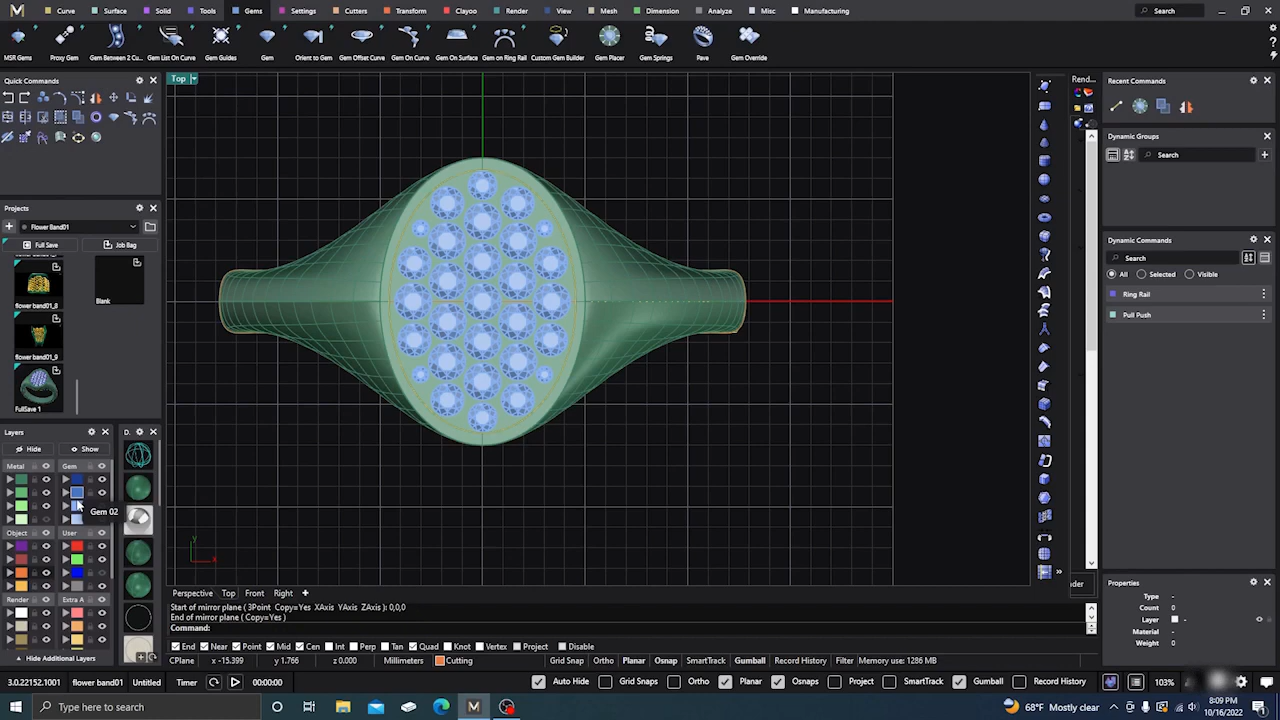 Curve Surface Solid Tools Gems Settings Cutters Transform Clayoo Render View Mesh Dimension Analyze Misc Manufacturing Search
MSR Gems Proxy Gem Gem Between 2 Cu... Gem List On Curve Gem Guides Gem Orient to Gem Gem Offset Curve Gem On Curve Gem On Surface Gem on Ring Rail Custom Gem Builder Gem Placer Gem Springs Pave Gem Override
Quick Commands
Top
Rend...
Recent Commands
Dynamic Groups
Search
Projects
Flower Band01
Full Save Job Bag
Dynamic Commands
Search
All Selected Visible
Ring Rail
Pull Push
flower band01_8
Blank
flower band01_9
FullSave 1
Layers
D.
Hide Show
Metal Gem
Gem 02
Object User
Render Extra A
Hide Additional Layers
Perspective Top Front Right
Start of mirror plane ( 3Point Copy=Yes XAxis YAxis ZAxis ): 0,0,0
End of mirror plane ( Copy=Yes )
Command:
End Near Point Mid Cen Int Perp Tan Quad Knot Vertex Project Disable
CPlane x -15.399 y 1.766 z 0.000 Millimeters Cutting Grid Snap Ortho Planar Osnap SmartTrack Gumball Record History Filter Memory use: 1286 MB
der
Properties
Type -
Count 0
Layer -
Material -
Weight 0
3.0.22152.1001 flower band01 Untitled Timer 00:00:00 Auto Hide Grid Snaps Ortho Planar Osnaps Project SmartTrack Gumball Record History 103%
Type here to search
68°F Mostly clear
8:09 PM
10/16/2022